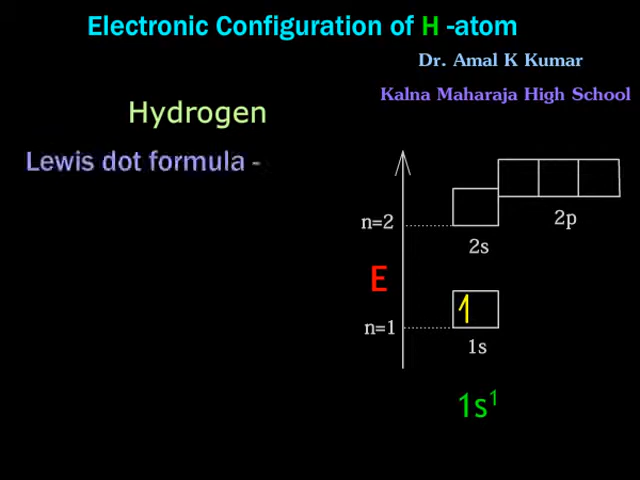 Electronic Configuration of H -atom
Dr. Amal K Kumar
Kalna Maharaja High School
Hydrogen
Lewis dot formula -
2p
n=2
2s
E
1
n=1
1s
1s¹